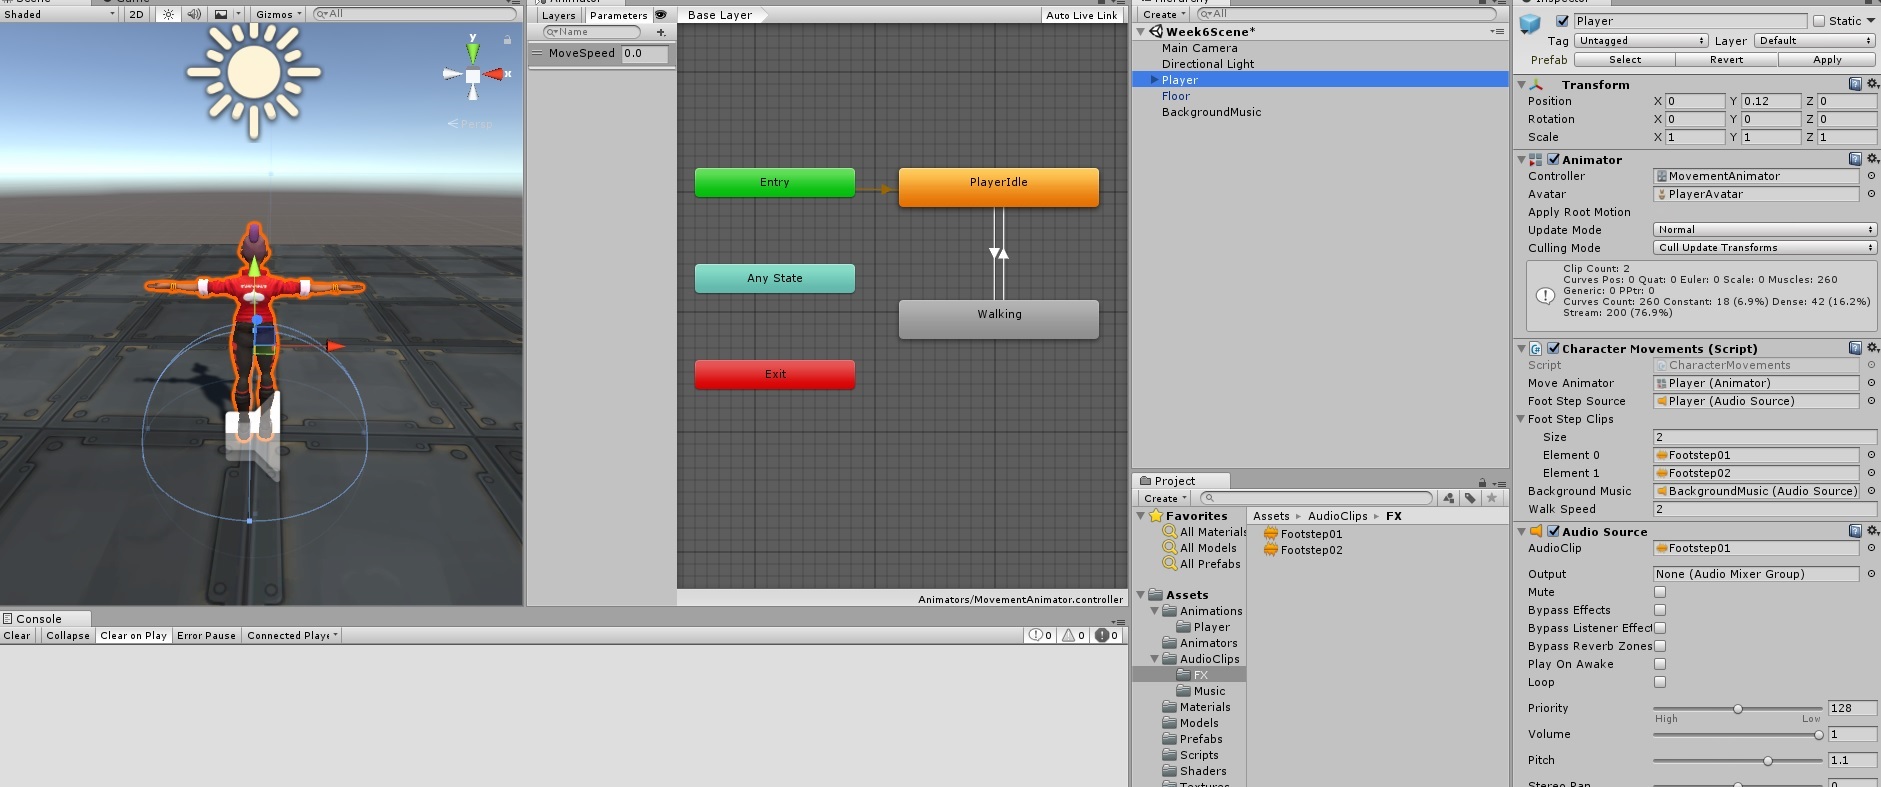 Shaded
2D
Gizmos
All
y
x
Persp
Layers
Parameters
Name
MoveSpeed 0.0
Base Layer
Auto Live Link
Entry
PlayerIdle
Any State
Walking
Exit
Animators/MovementAnimator.controller
Console
Clear
Collapse
Clear on Play
Error Pause
Connected Playe
0
0
0
Create
All
Week6Scene*
Main Camera
Directional Light
Player
Floor
BackgroundMusic
Project
Create
Favorites
All Materials
All Models
All Prefabs
Assets
Animations
Player
Animators
AudioClips
FX
Music
Materials
Models
Prefabs
Scripts
Shaders
Assets AudioClips FX
Footstep01
Footstep02
Inspector
Player
Static
Tag Untagged Layer Default
Prefab Select Revert Apply
Transform
Position X 0 Y 0.12 Z 0
Rotation X 0 Y 0 Z 0
Scale X 1 Y 1 Z 1
Animator
Controller MovementAnimator
Avatar PlayerAvatar
Apply Root Motion
Update Mode Normal
Culling Mode Cull Update Transforms
Clip Count: 2
Curves Pos: 0 Quat: 0 Euler: 0 Scale: 0 Muscles: 260
Generic: 0 PPtr: 0
Curves Count: 260 Constant: 18 (6.9%) Dense: 42 (16.2%)
Stream: 200 (76.9%)
Character Movements (Script)
Script CharacterMovements
Move Animator Player (Animator)
Foot Step Source Player (Audio Source)
Foot Step Clips
Size 2
Element 0 Footstep01
Element 1 Footstep02
Background Music BackgroundMusic (Audio Source)
Walk Speed 2
Audio Source
AudioClip Footstep01
Output None (Audio Mixer Group)
Mute
Bypass Effects
Bypass Listener Effect
Bypass Reverb Zones
Play On Awake
Loop
Priority 128
High Low
Volume 1
Pitch 1.1
Stereo Pan 0